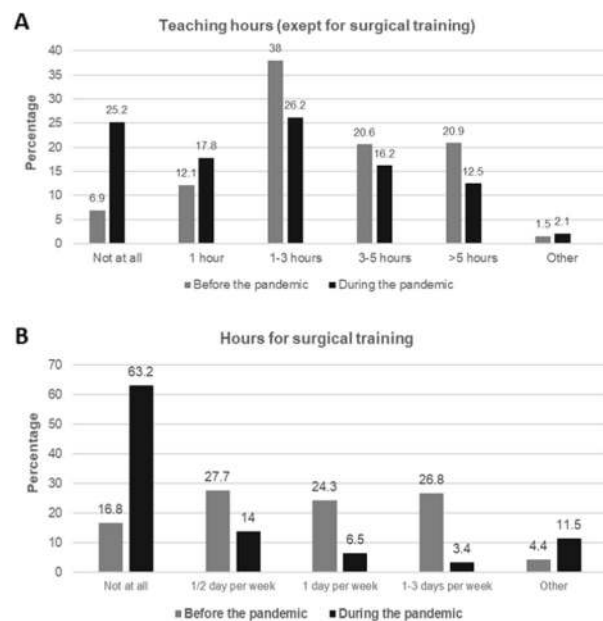 A
Teaching hours (exept for surgical training)
Percentage
40
35
30
25
20
15
10
5
0
6.9
25.2
12.1
17.8
38
26.2
20.6
16.2
20.9
12.5
1.5
2.1
Not at all
1 hour
1-3 hours
3-5 hours
>5 hours
Other
Before the pandemic
During the pandemic
B
Hours for surgical training
Percentage
70
60
50
40
30
20
10
0
16.8
63.2
27.7
14
24.3
6.5
26.8
3.4
4.4
11.5
Not at all
1/2 day per week
1 day per week
1-3 days per week
Other
Before the pandemic
During the pandemic